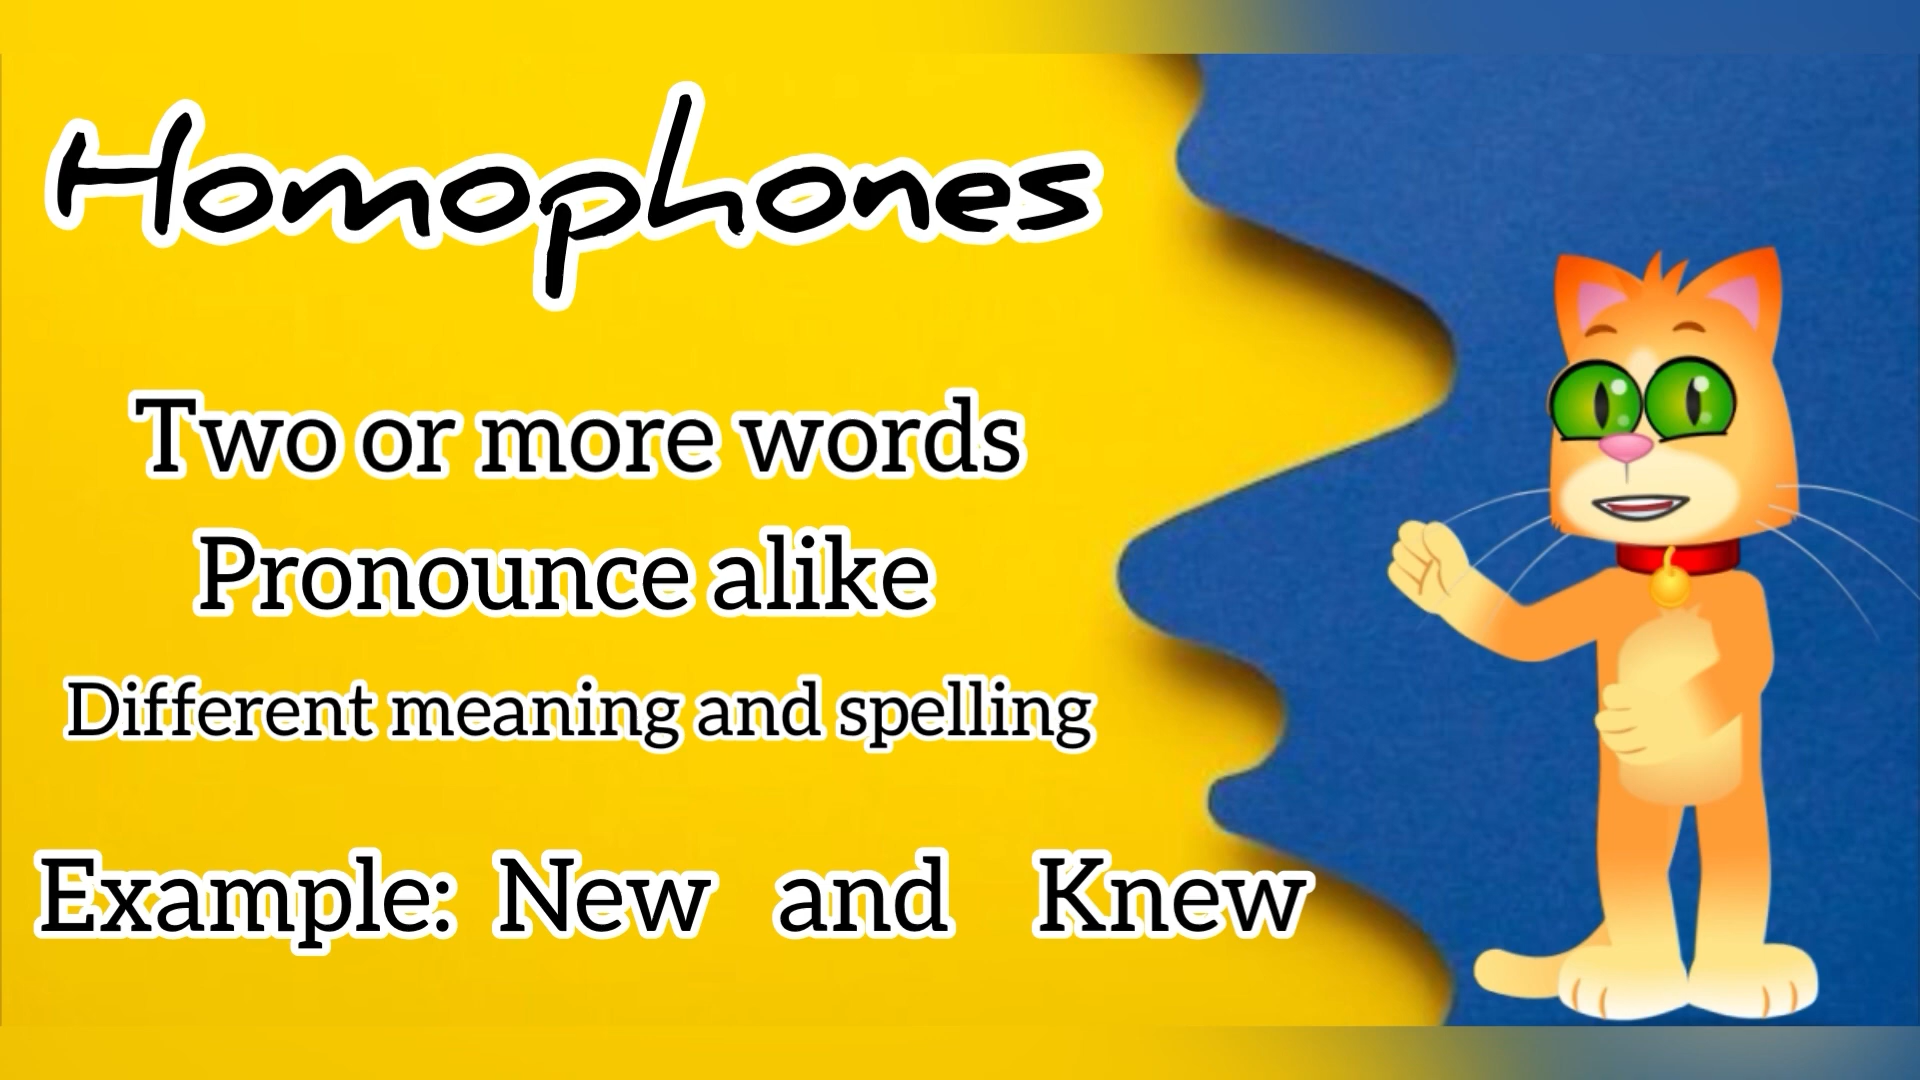 Homophones
Two or more words
Pronounce alike
Different meaning and spelling
Example: New and Knew